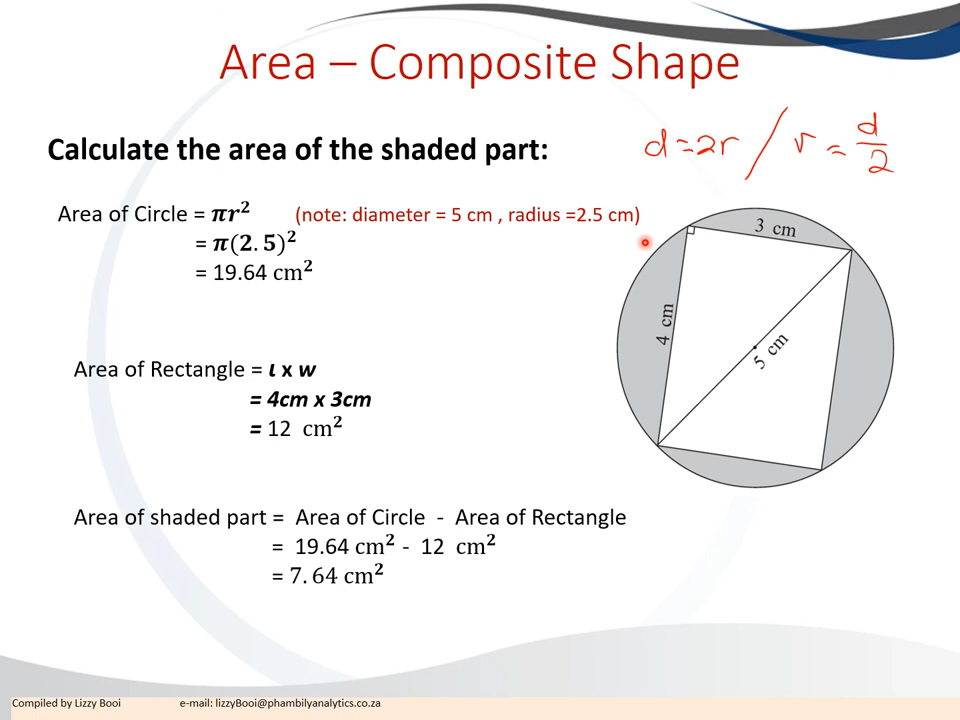 Area – Composite Shape
d = 2r / r = d/2
Calculate the area of the shaded part:
Area of Circle = πr² (note: diameter = 5 cm , radius =2.5 cm)
= π(2.5)²
= 19.64 cm²
3 cm
4 cm
5 cm
Area of Rectangle = l x w
= 4cm x 3cm
= 12 cm²
Area of shaded part = Area of Circle - Area of Rectangle
= 19.64 cm² - 12 cm²
= 7.64 cm²
Compiled by Lizzy Booi e-mail: lizzyBooi@phambilyanalytics.co.za